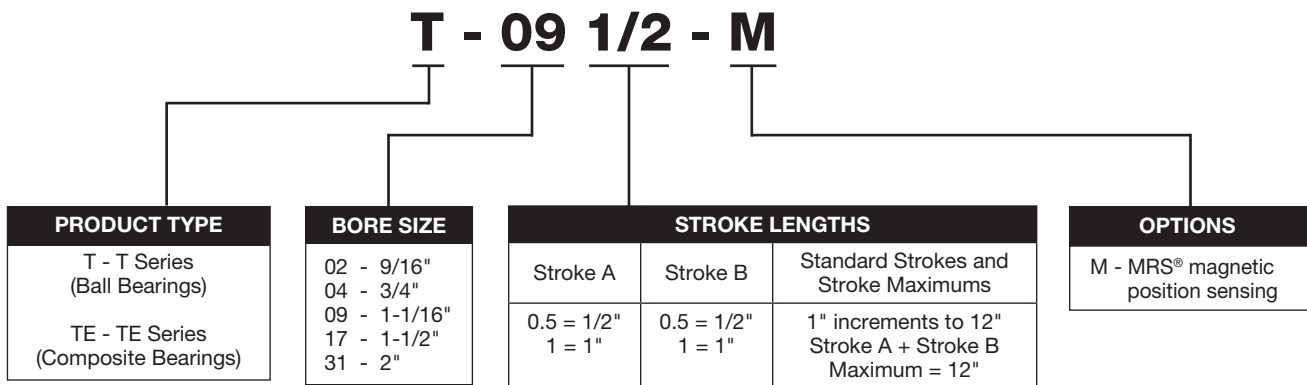 T - 09 1/2 - M
PRODUCT TYPE
T - T Series
(Ball Bearings)
TE - TE Series
(Composite Bearings)
BORE SIZE
02 - 9/16"
04 - 3/4"
09 - 1-1/16"
17 - 1-1/2"
31 - 2"
STROKE LENGTHS
Stroke A
Stroke B
Standard Strokes and
Stroke Maximums
0.5 = 1/2"
1 = 1"
0.5 = 1/2"
1 = 1"
1" increments to 12"
Stroke A + Stroke B
Maximum = 12"
OPTIONS
M - MRS® magnetic
position sensing